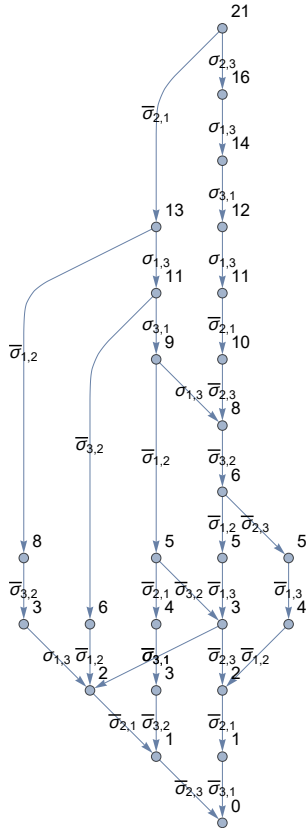 21
σ2,3
16
σ̅2,1
σ1,3
14
σ3,1
13 12
σ1,3 σ1,3
11 11
σ3,1 σ̅2,1
9 10
σ̅1,2
σ1,3 σ̅2,3
8
σ̅3,2
σ̅1,2 σ̅3,2
6
σ̅1,2 σ̅2,3
8 5 5 5
σ̅3,2 σ̅2,1 σ̅3,2 σ̅1,3 σ̅1,3
3 6 4 3 4
σ1,3 σ̅1,2 σ̅3,1 σ̅2,3 σ̅1,2
2 3 2
σ̅2,1 σ̅3,2 σ̅2,1
1 1
σ̅2,3 σ̅3,1
0